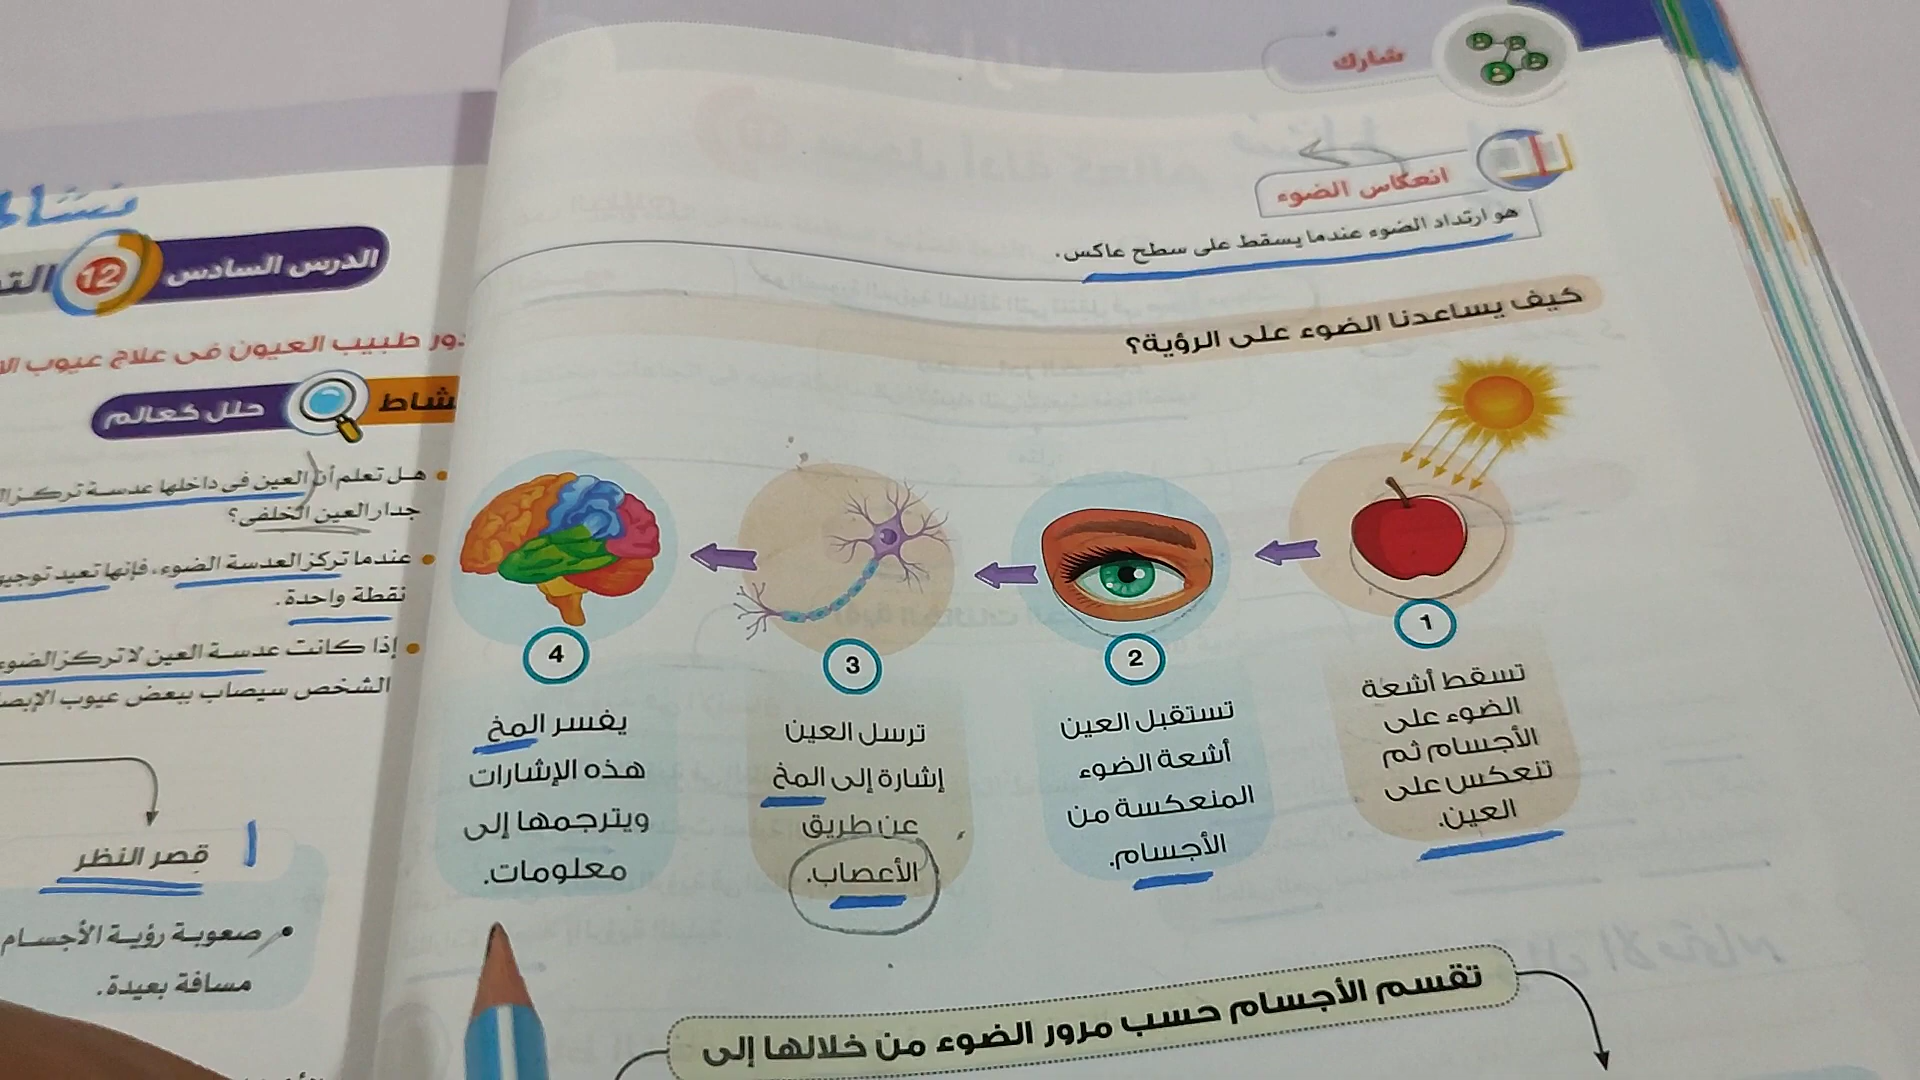 شارك
انعكاس الضوء
هو ارتداد الضوء عندما يسقط على سطح عاكس.
كيف يساعدنا الضوء على الرؤية؟
1
تسقط أشعة
الضوء على
الأجسام ثم
تنعكس على
العين.
2
تستقبل العين
أشعة الضوء
المنعكسة من
الأجسام.
3
ترسل العين
إشارة إلى المخ
عن طريق
الأعصاب.
4
يفسر المخ
هذه الإشارات
ويترجمها إلى
معلومات.
تقسم الأجسام حسب مرور الضوء من خلالها إلى
الدرس السادس
12
طبيب العيون فى علاج عيوب
حلل كعالم
هل تعلم أن العين فى داخلها عدسة تركز
جدار العين الخلفى؟
عندما تركز العدسة الضوء، فإنها تعيد
نقطة واحدة.
إذا كانت عدسة العين لا تركز الضوء
الشخص سيصاب ببعض عيوب
1
قصر النظر
صعوبة رؤية الأجسام
مسافة بعيدة.